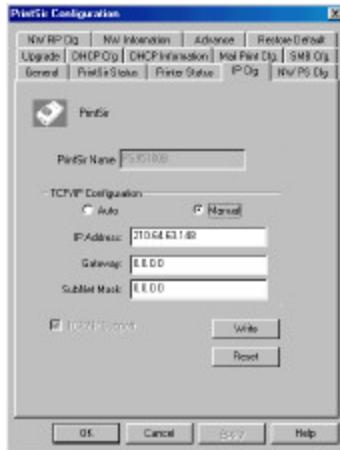 PrintSir Configuration
NW RP Cfg NW Information Advance Restore Default
Upgrade DHCP Cfg DHCP Information Mail Print Cfg SMB Cfg
General PrintSir Status Printer Status IP Cfg NW PS Cfg
PrintSir
PrintSir Name:
TCP/IP Configuration
Auto Manual
IP Address: 210.64.63.148
Gateway: 0.0.0.0
SubNet Mask: 0.0.0.0
TCP/IP Support Write
Reset
OK Cancel Apply Help